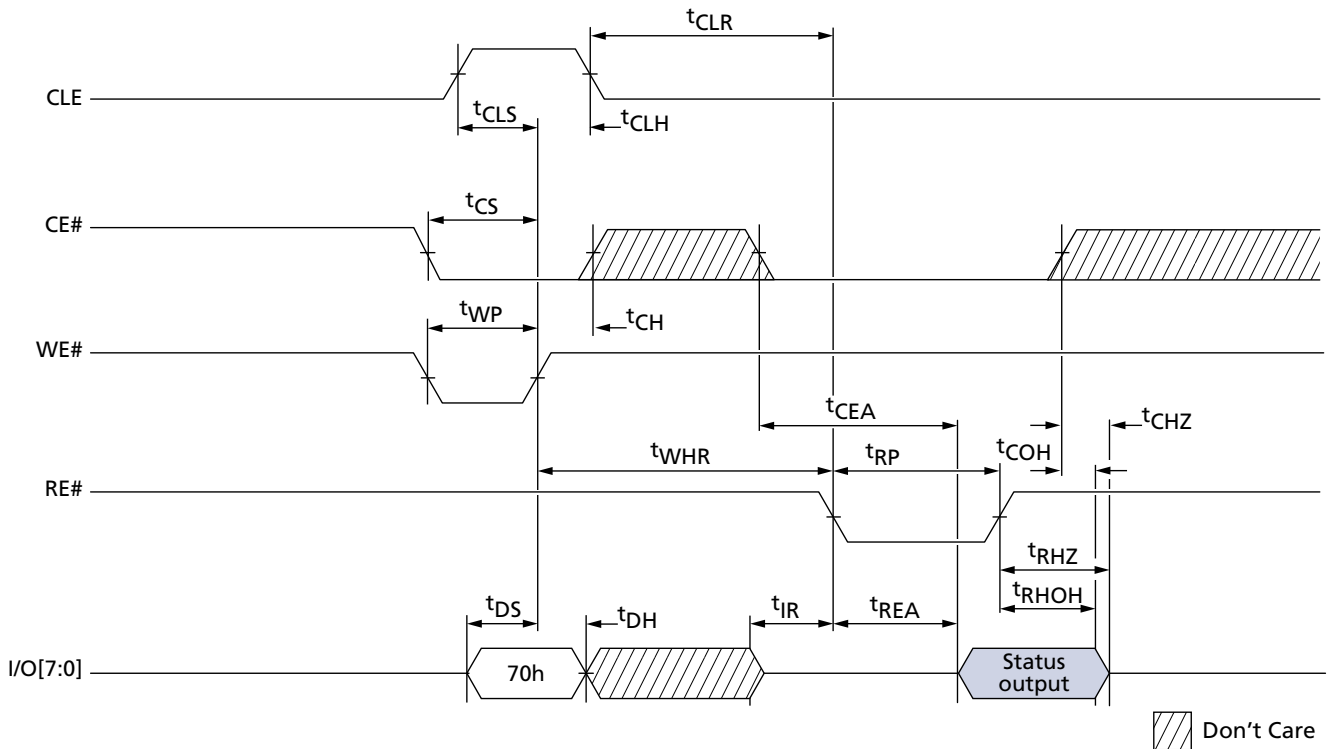 tCLR
CLE
tCLS
tCLH
tCS
CE#
tWP
tCH
WE#
tCEA
tCHZ
tWHR
tRP
tCOH
RE#
tRHZ
tRHOH
tDS
tDH
tIR
tREA
I/O[7:0]
70h
Status
output
Don't Care